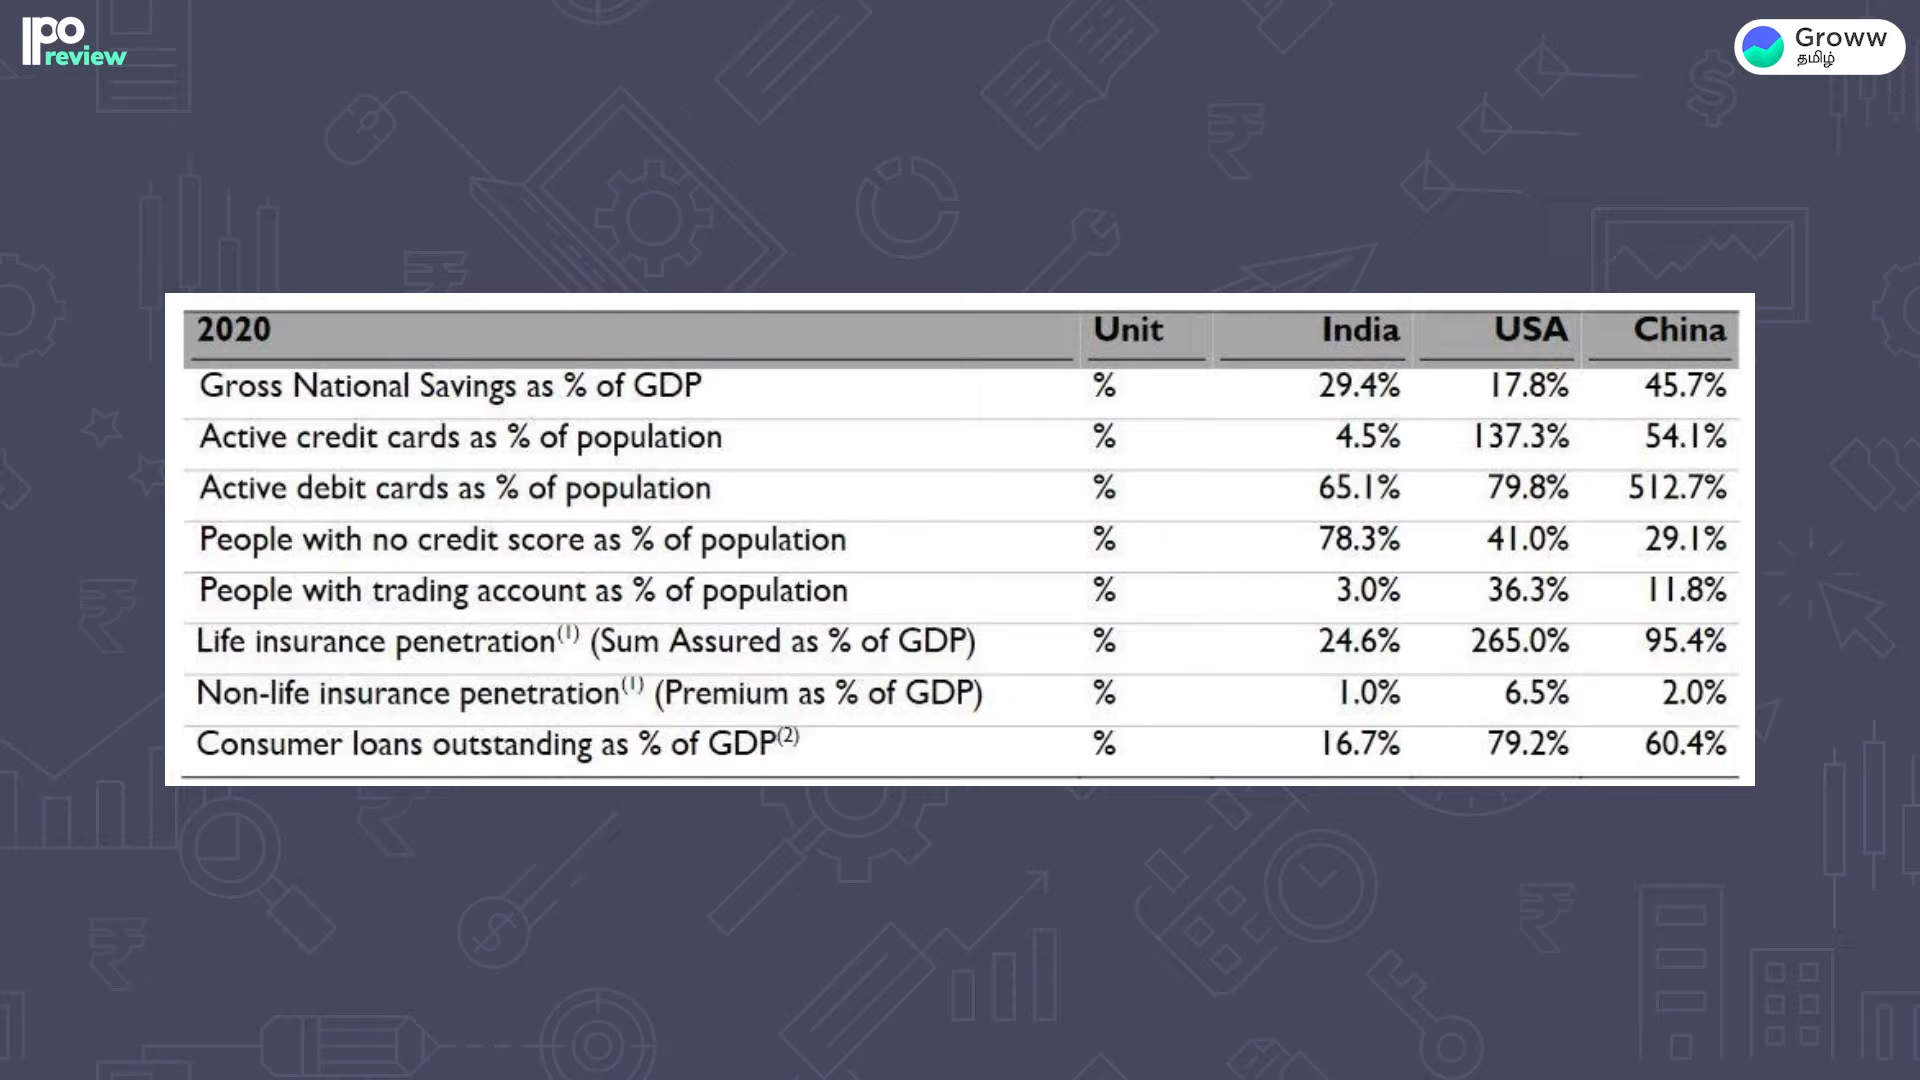 IPO
review
Groww
தமிழ்
2020 Unit India USA China
Gross National Savings as % of GDP % 29.4% 17.8% 45.7%
Active credit cards as % of population % 4.5% 137.3% 54.1%
Active debit cards as % of population % 65.1% 79.8% 512.7%
People with no credit score as % of population % 78.3% 41.0% 29.1%
People with trading account as % of population % 3.0% 36.3% 11.8%
Life insurance penetration(1) (Sum Assured as % of GDP) % 24.6% 265.0% 95.4%
Non-life insurance penetration(1) (Premium as % of GDP) % 1.0% 6.5% 2.0%
Consumer loans outstanding as % of GDP(2) % 16.7% 79.2% 60.4%